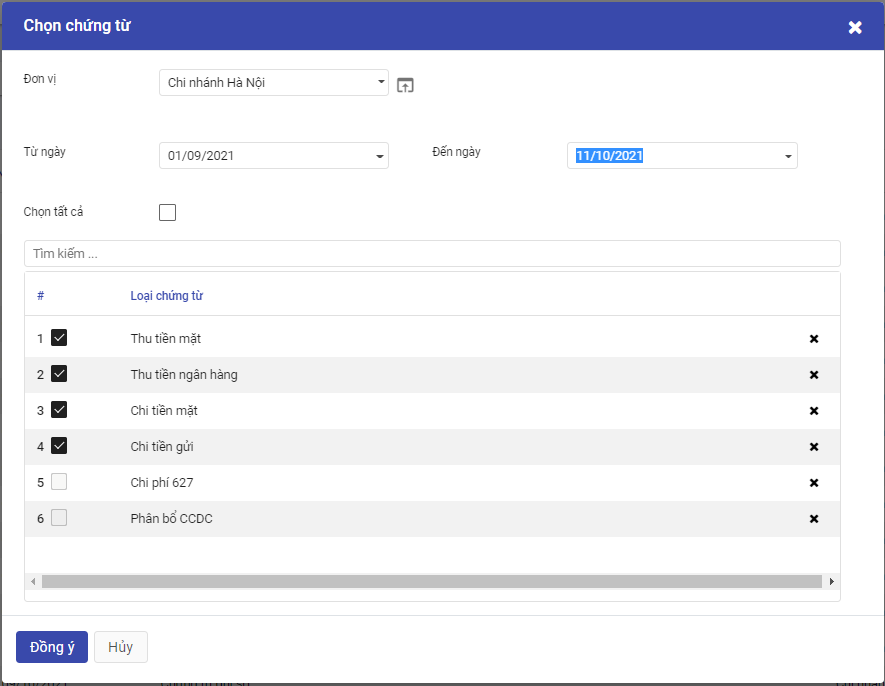 Chọn chứng từ
Đơn vị Chi nhánh Hà Nội
Từ ngày 01/09/2021 Đến ngày 11/10/2021
Chọn tất cả
Tìm kiếm ...
# Loại chứng từ
1 Thu tiền mặt
2 Thu tiền ngân hàng
3 Chi tiền mặt
4 Chi tiền gửi
5 Chi phí 627
6 Phân bổ CCDC
Đồng ý Hủy